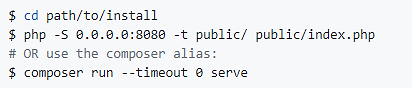 $ cd path/to/install
$ php -S 0.0.0.0:8080 -t public/ public/index.php
# OR use the composer alias:
$ composer run --timeout 0 serve